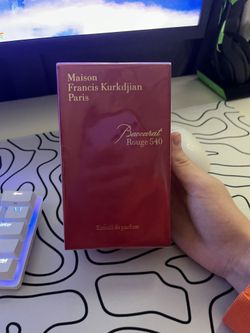 Maison
Francis Kurkdjian
Paris
Baccarat
Rouge 540
Extrait de parfum